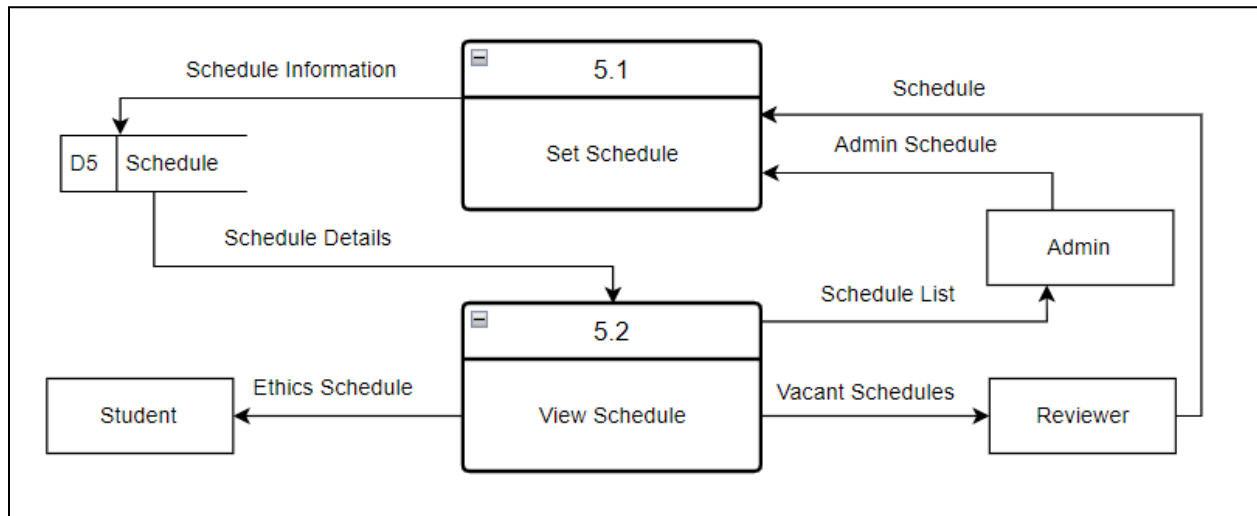 Schedule Information
5.1
Schedule
Set Schedule
Admin Schedule
D5
Schedule
Schedule Details
Admin
Schedule List
5.2
Ethics Schedule
Student
View Schedule
Vacant Schedules
Reviewer